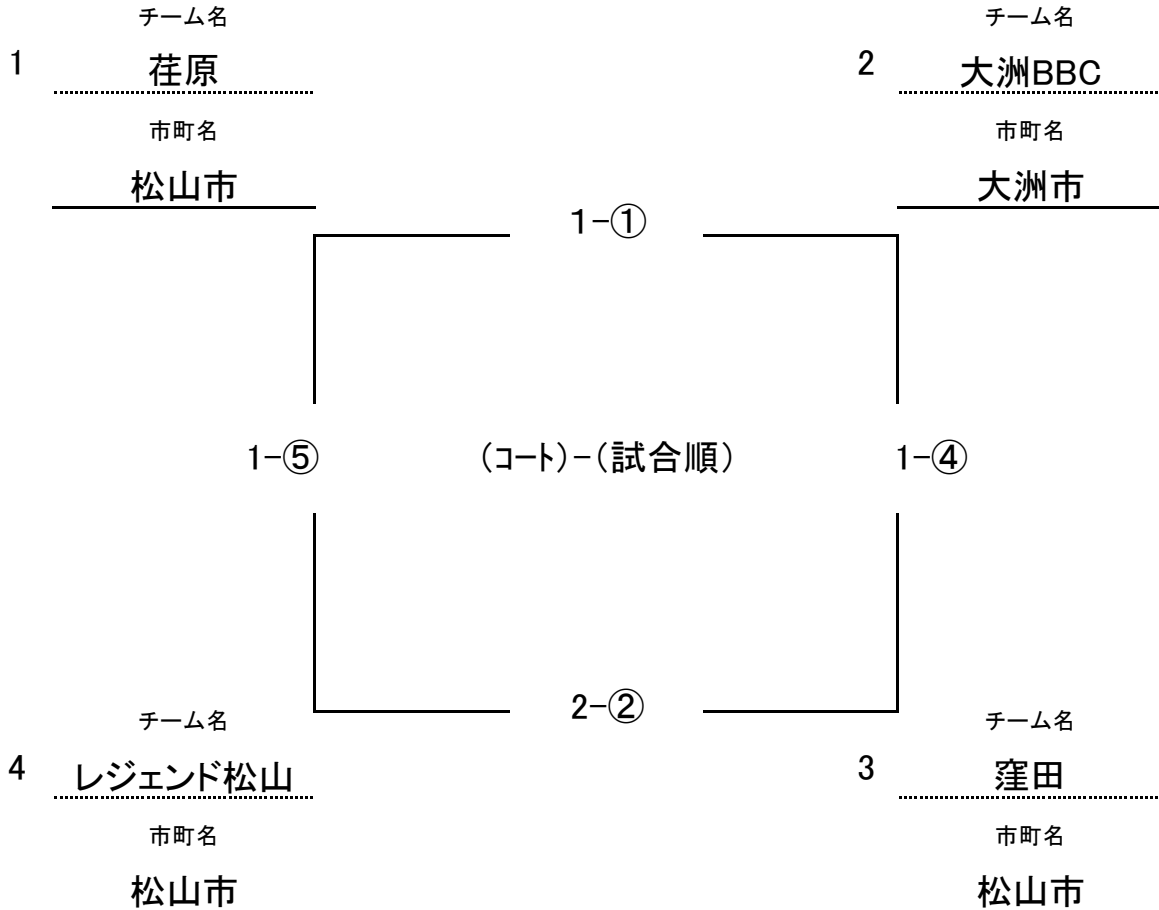 チーム名
チーム名
1
荏原
2
大洲BBC
市町名
市町名
松山市
大洲市
1-①
1-⑤
(コート)-(試合順)
1-④
2-②
チーム名
チーム名
4
レジェンド松山
3
窪田
市町名
市町名
松山市
松山市